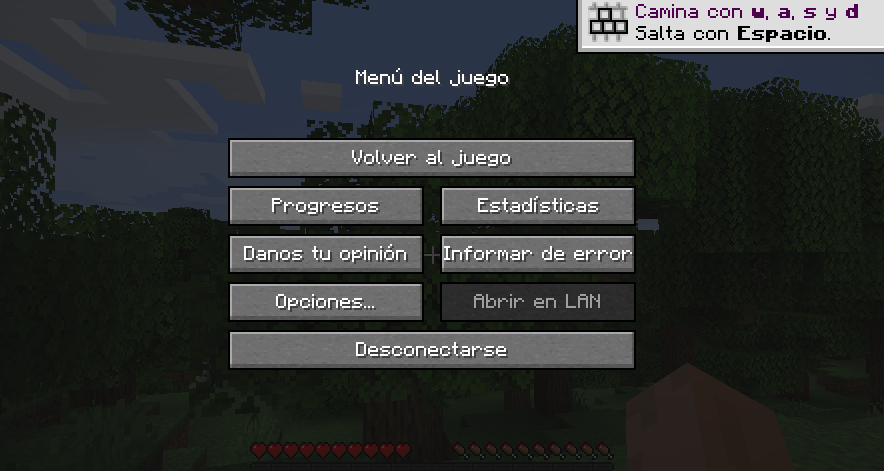 Camina con w, a, s y d
Salta con Espacio.
Menú del juego
Volver al juego
Progresos
Estadísticas
Danos tu opinión
Informar de error
Opciones...
Abrir en LAN
Desconectarse